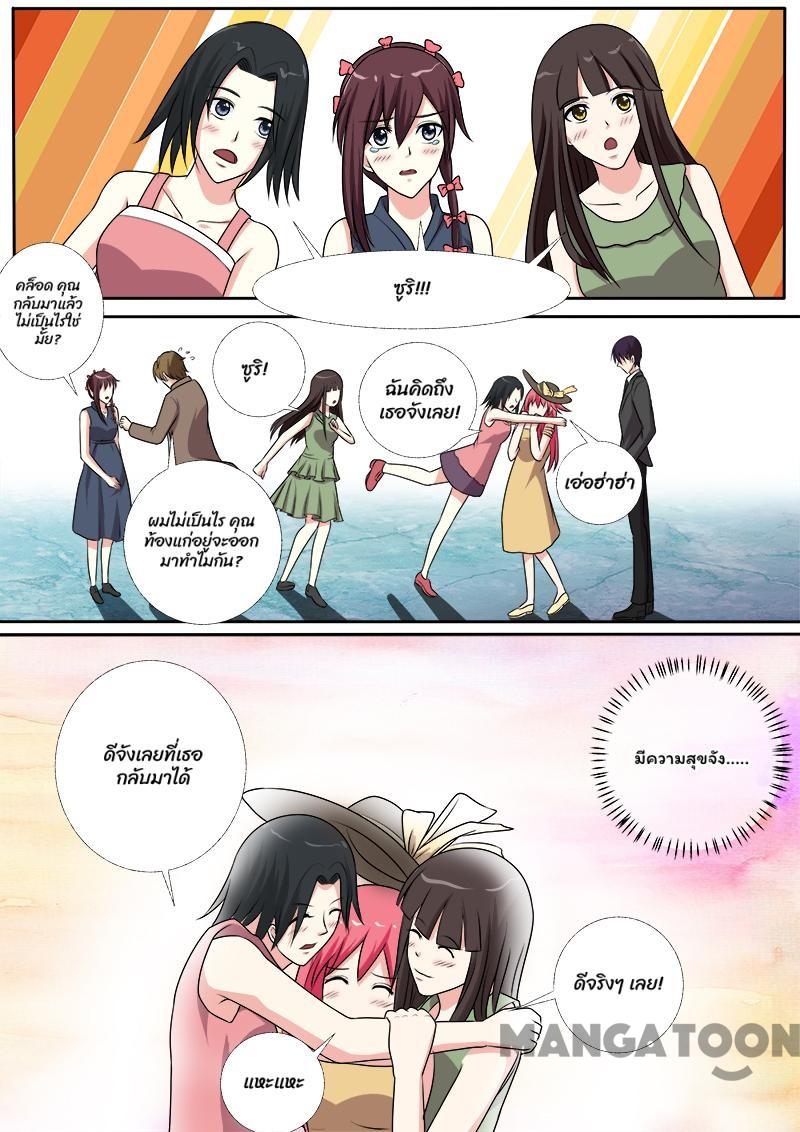 ซูริ!!!
คล็อด คุณ
กลับมาแล้ว
ไม่เป็นไรใช่
มั้ย?
ซูริ!
ฉันคิดถึง
เธอจังเลย!
เอ่อฮ่าฮ่า
ผมไม่เป็นไร คุณ
ท้องแก่อยู่จะออก
มาทำไมกัน?
ดีจังเลยที่เธอ
กลับมาได้
มีความสุขจัง.....
ดีจริงๆ เลย!
แหะแหะ
MANGATOON